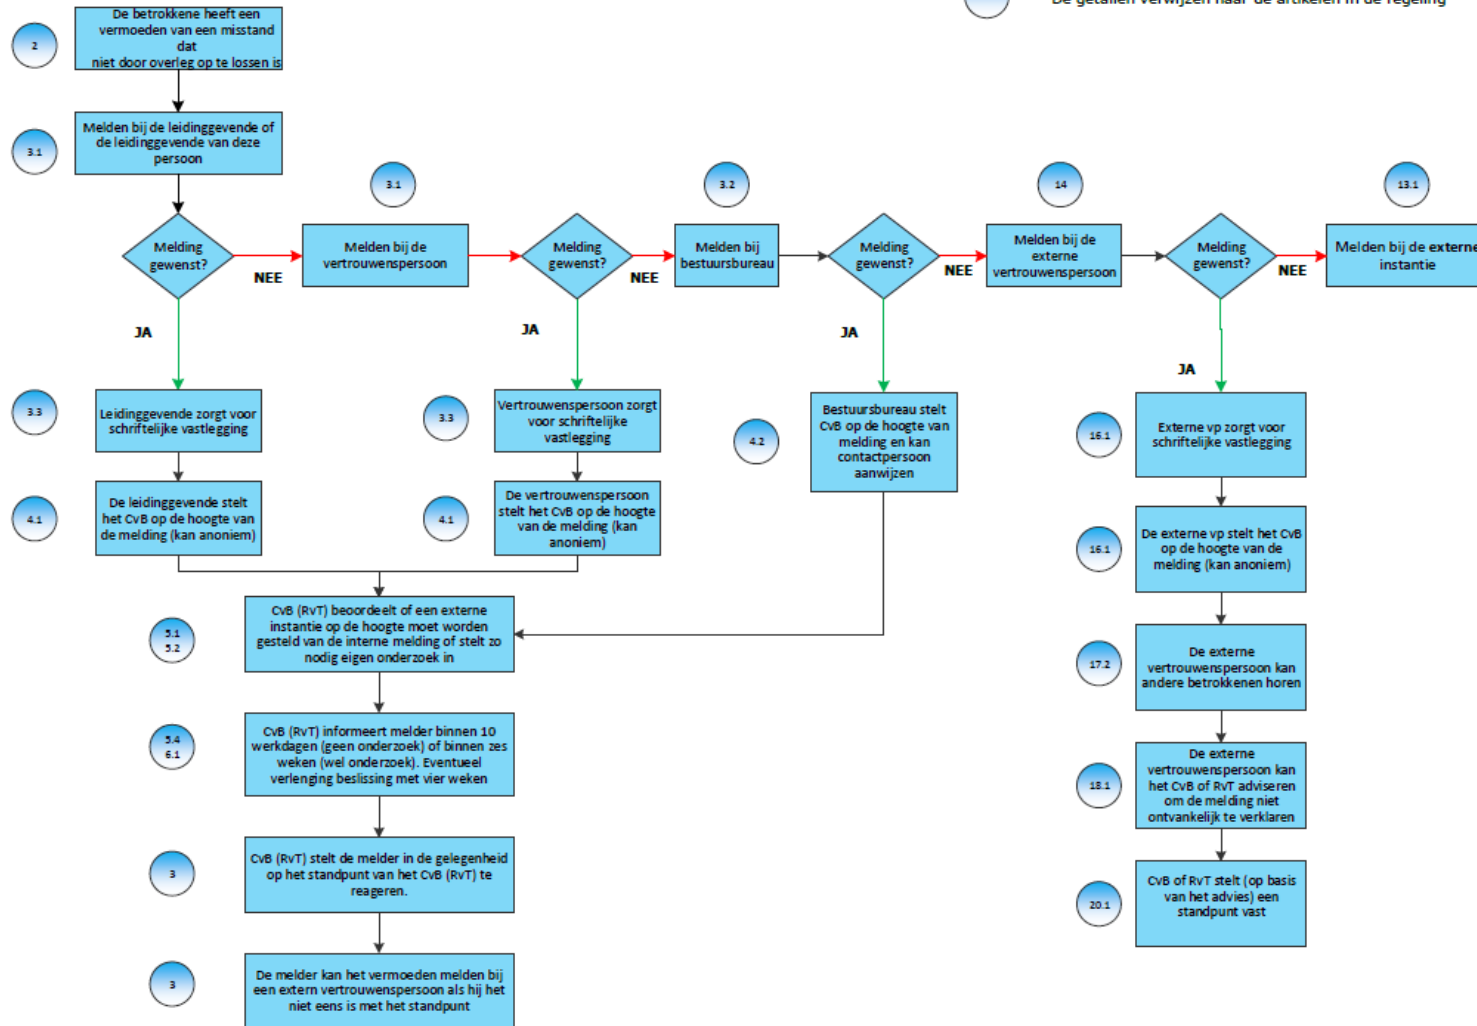 De getallen verwijzen naar de artikelen in de regeling
2
De betrokkene heeft een
vermoeden van een misstand
dat
niet door overleg op te lossen is
3.1
Melden bij de leidinggevende of
de leidinggevende van deze
persoon
3.1
3.2
14
13.1
Melding
gewenst?
NEE
Melden bij de
vertrouwenspersoon
Melding
gewenst?
NEE
Melden bij
bestuursbureau
Melding
gewenst?
NEE
Melden bij de
externe
vertrouwenspersoon
Melding
gewenst?
NEE
Melden bij de externe
instantie
JA
JA
JA
JA
3.3
Leidinggevende zorgt voor
schriftelijke vastlegging
3.3
Vertrouwenspersoon zorgt
voor schriftelijke
vastlegging
4.2
Bestuursbureau stelt
CvB op de hoogte van
melding en kan
contactpersoon
aanwijzen
16.1
Externe vp zorgt voor
schriftelijke vastlegging
4.1
De leidinggevende stelt
het CvB op de hoogte van
de melding (kan anoniem)
4.1
De vertrouwenspersoon
stelt het CvB op de hoogte
van de melding (kan
anoniem)
16.1
De externe vp stelt het CvB
op de hoogte van de
melding (kan anoniem)
5.1
5.2
CvB (RvT) beoordeelt of een externe
instantie op de hoogte moet worden
gesteld van de interne melding of stelt zo
nodig eigen onderzoek in
17.2
De externe
vertrouwenspersoon kan
andere betrokkenen horen
5.4
6.1
CvB (RvT) informeert melder binnen 10
werkdagen (geen onderzoek) of binnen zes
weken (wel onderzoek). Eventueel
verlenging beslissing met vier weken
18.1
De externe
vertrouwenspersoon kan
het CvB of RvT adviseren
om de melding niet
ontvankelijk te verklaren
3
CvB (RvT) stelt de melder in de gelegenheid
op het standpunt van het CvB (RvT) te
reageren.
20.1
CvB of RvT stelt (op basis
van het advies) een
standpunt vast
3
De melder kan het vermoeden melden bij
een extern vertrouwenspersoon als hij het
niet eens is met het standpunt